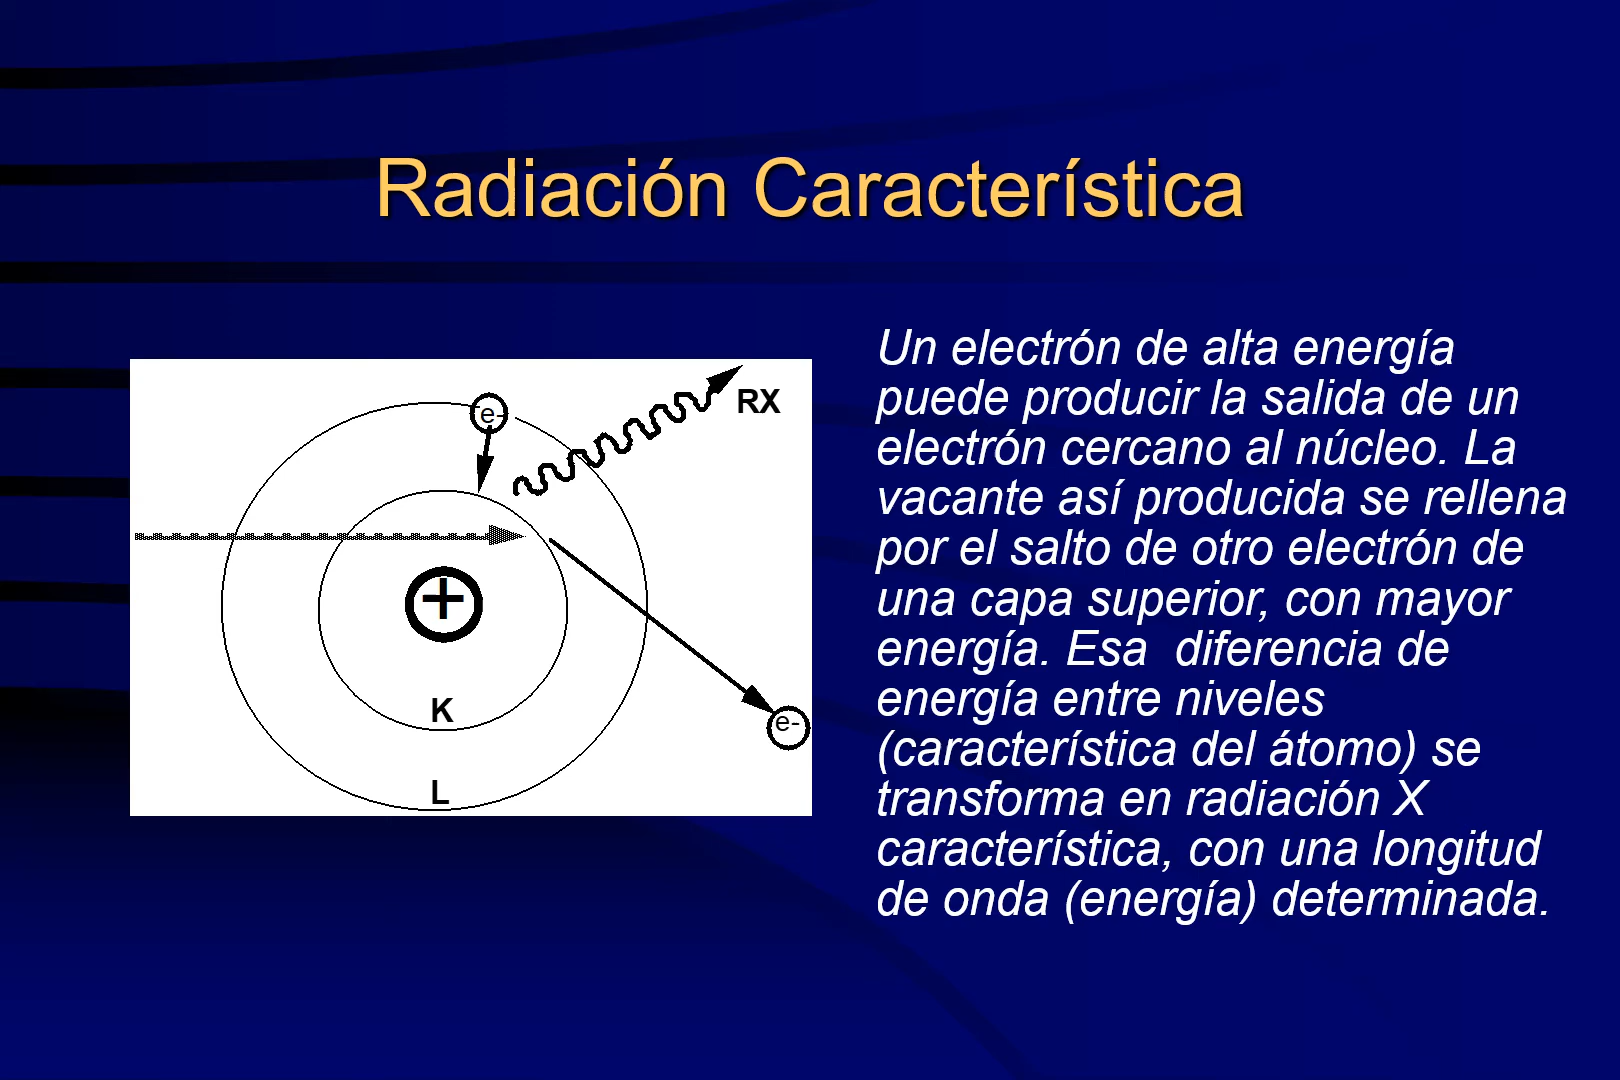 Radiación Característica
e-
RX
+
K
L
e-
Un electrón de alta energía
puede producir la salida de un
electrón cercano al núcleo. La
vacante así producida se rellena
por el salto de otro electrón de
una capa superior, con mayor
energía. Esa  diferencia de
energía entre niveles
(característica del átomo) se
transforma en radiación X
característica, con una longitud
de onda (energía) determinada.